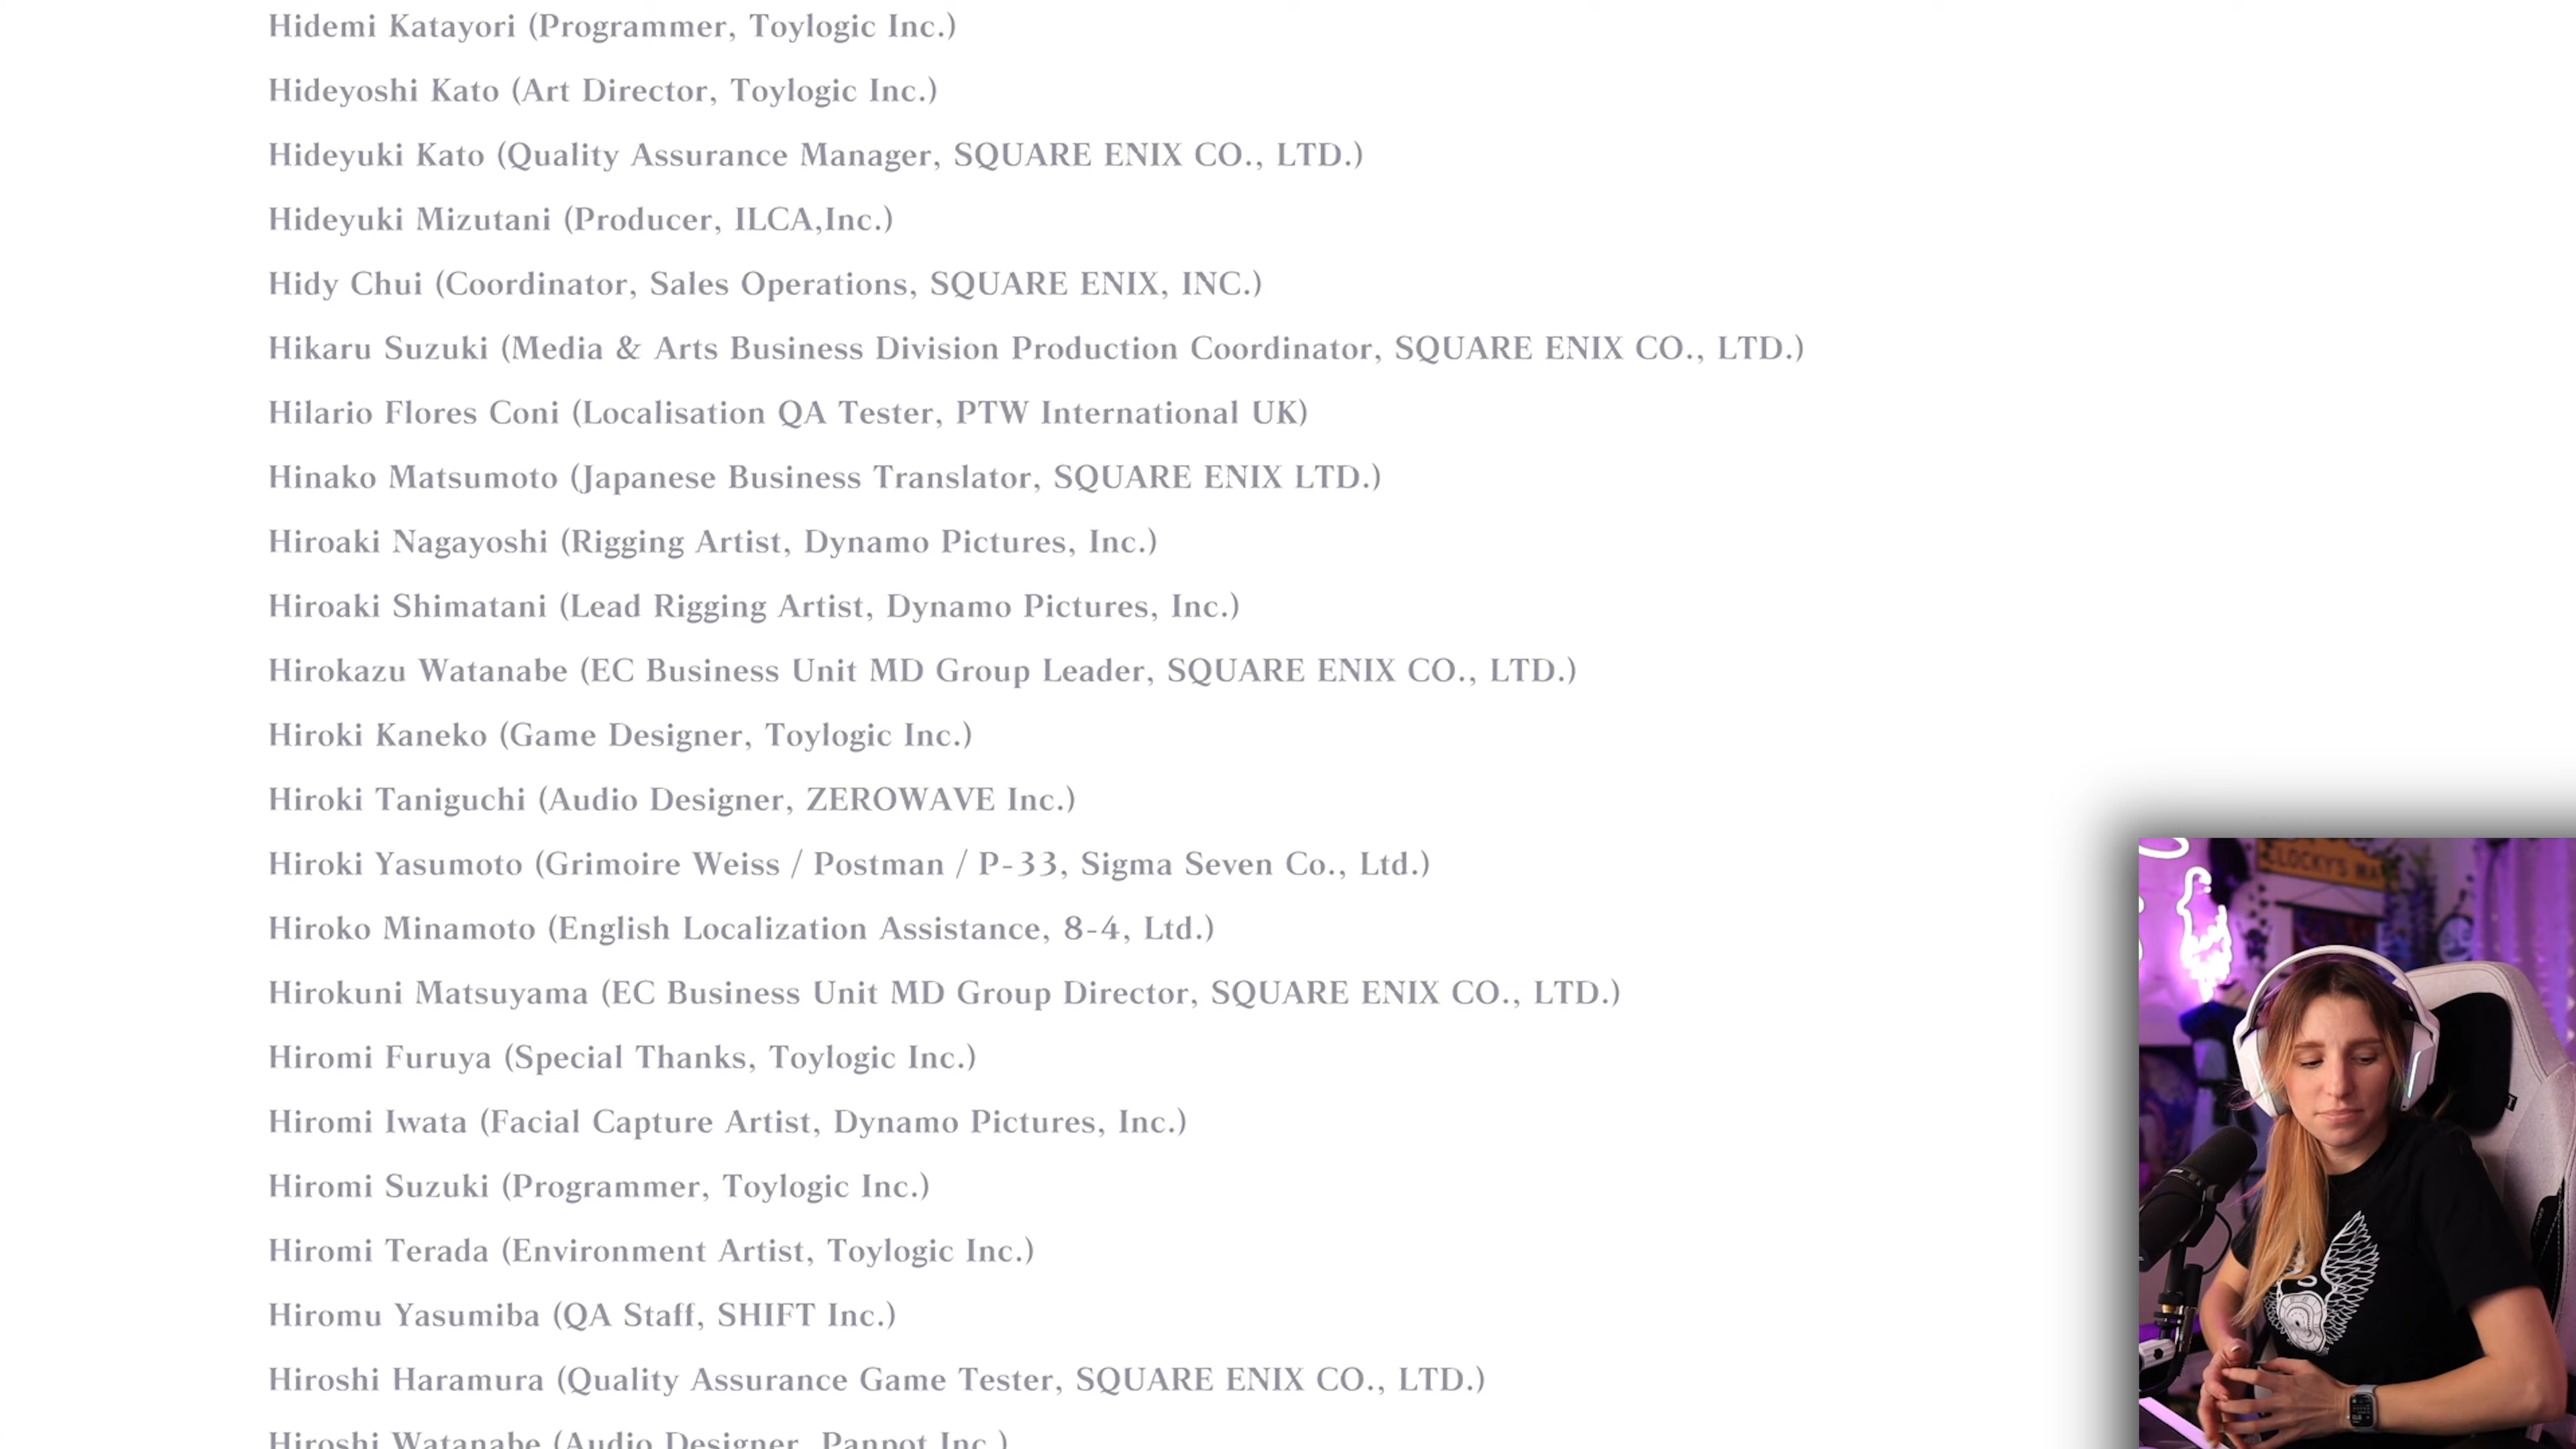 Hidemi Katayori (Programmer, Toylogic Inc.)
Hideyoshi Kato (Art Director, Toylogic Inc.)
Hideyuki Kato (Quality Assurance Manager, SQUARE ENIX CO., LTD.)
Hideyuki Mizutani (Producer, ILCA,Inc.)
Hidy Chui (Coordinator, Sales Operations, SQUARE ENIX, INC.)
Hikaru Suzuki (Media & Arts Business Division Production Coordinator, SQUARE ENIX CO., LTD.)
Hilario Flores Coni (Localisation QA Tester, PTW International UK)
Hinako Matsumoto (Japanese Business Translator, SQUARE ENIX LTD.)
Hiroaki Nagayoshi (Rigging Artist, Dynamo Pictures, Inc.)
Hiroaki Shimatani (Lead Rigging Artist, Dynamo Pictures, Inc.)
Hirokazu Watanabe (EC Business Unit MD Group Leader, SQUARE ENIX CO., LTD.)
Hiroki Kaneko (Game Designer, Toylogic Inc.)
Hiroki Taniguchi (Audio Designer, ZEROWAVE Inc.)
Hiroki Yasumoto (Grimoire Weiss / Postman / P-33, Sigma Seven Co., Ltd.)
Hiroko Minamoto (English Localization Assistance, 8-4, Ltd.)
Hirokuni Matsuyama (EC Business Unit MD Group Director, SQUARE ENIX CO., LTD.)
Hiromi Furuya (Special Thanks, Toylogic Inc.)
Hiromi Iwata (Facial Capture Artist, Dynamo Pictures, Inc.)
Hiromi Suzuki (Programmer, Toylogic Inc.)
Hiromi Terada (Environment Artist, Toylogic Inc.)
Hiromu Yasumiba (QA Staff, SHIFT Inc.)
Hiroshi Haramura (Quality Assurance Game Tester, SQUARE ENIX CO., LTD.)
Hiroshi Watanabe (Audio Designer, Panpot Inc.)
CLOCKY'S